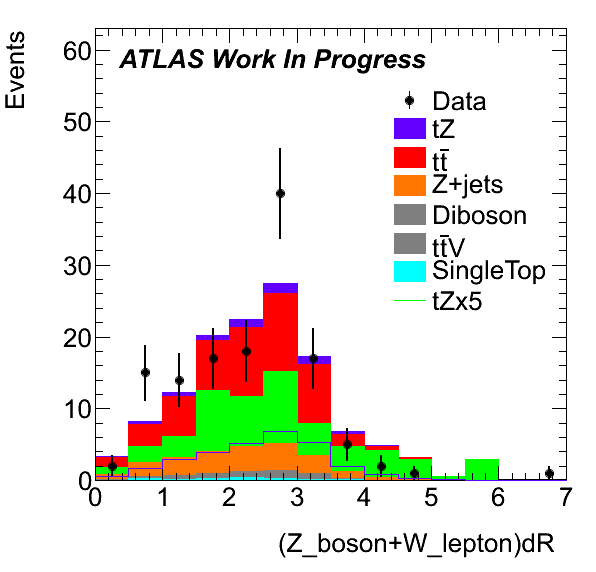 Events
60
50
40
30
20
10
0
ATLAS Work In Progress
Data
tZ
tt̄
Z+jets
Diboson
tt̄V
SingleTop
tZx5
0 1 2 3 4 5 6 7
(Z_boson+W_lepton)dR